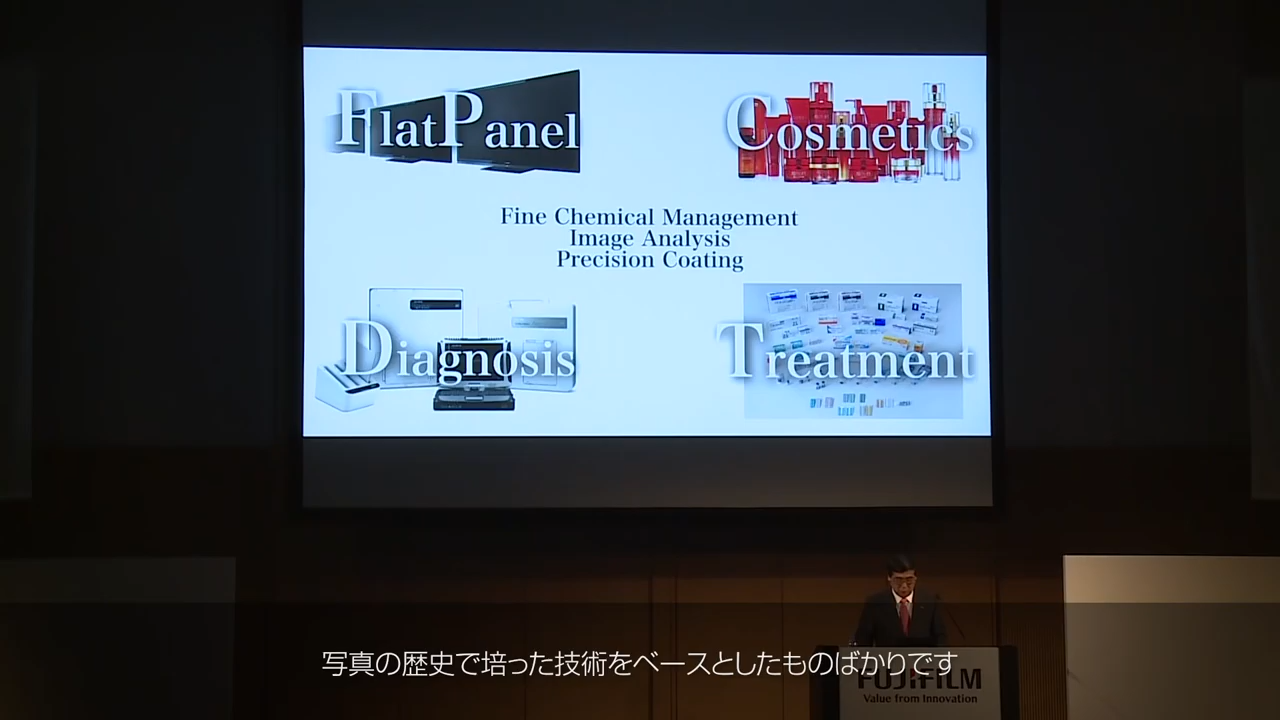 FlatPanel
Cosmetics
Fine Chemical Management
Image Analysis
Precision Coating
Diagnosis
Treatment
写真の歴史で培った技術をベースとしたものばかりです
FUJIFILM
Value from Innovation